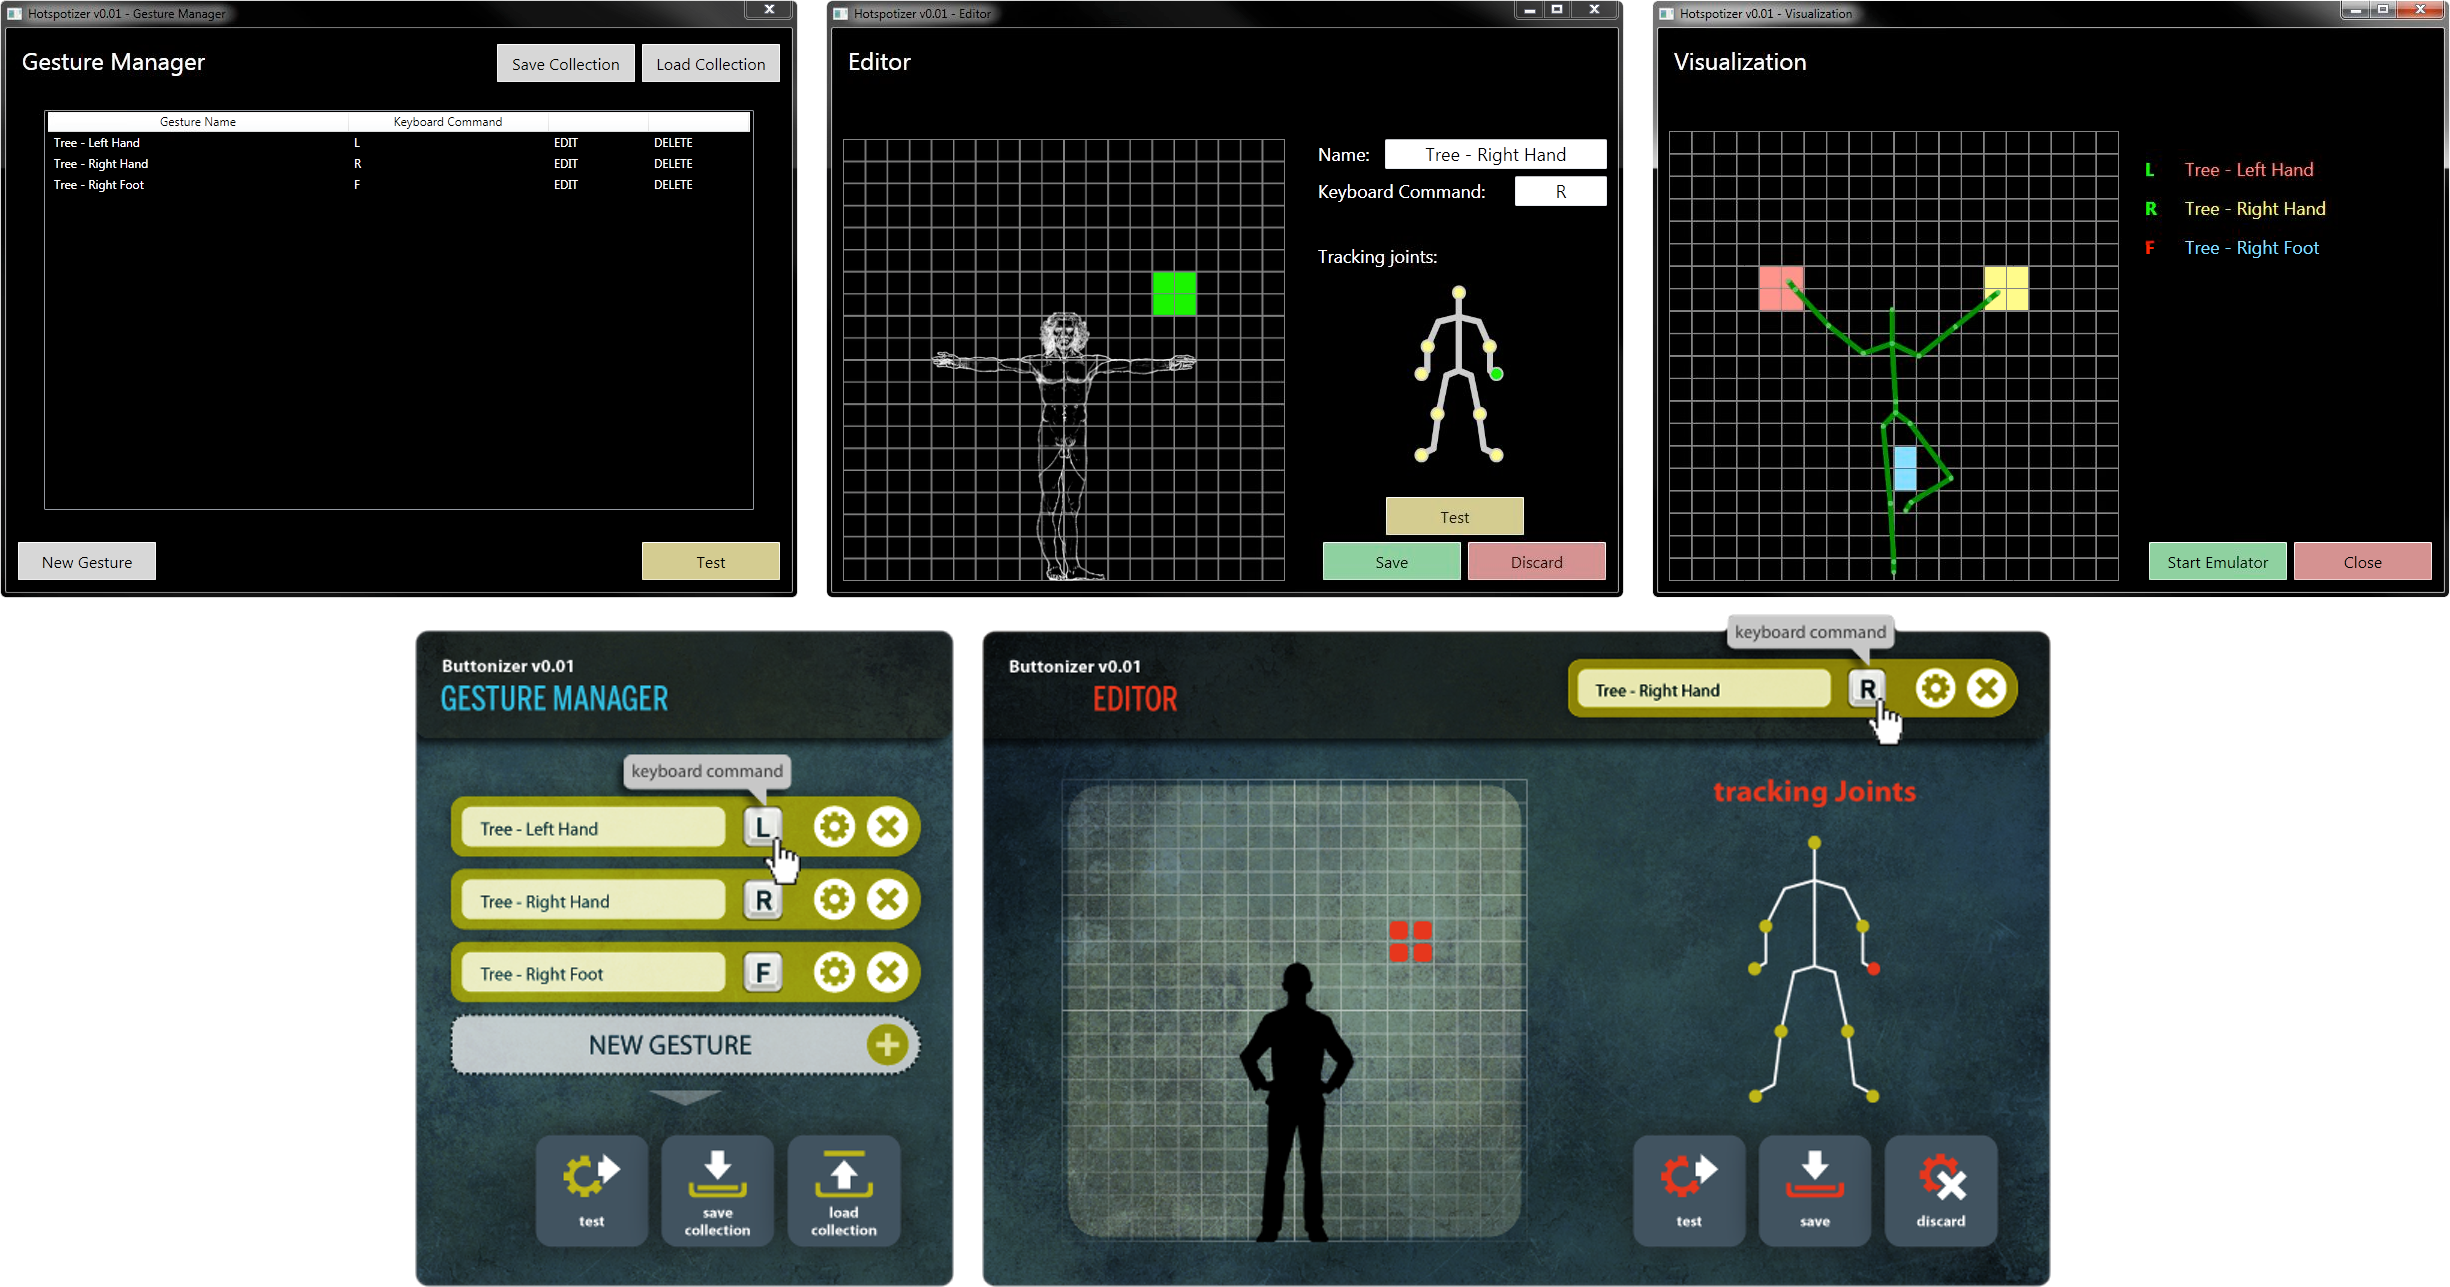 Hotspotizer v0.01 - Gesture Manager
Gesture Manager
Save Collection
Load Collection
Gesture Name Keyboard Command
Tree - Left Hand L EDIT DELETE
Tree - Right Hand R EDIT DELETE
Tree - Right Foot F EDIT DELETE
New Gesture
Test
Hotspotizer v0.01 - Editor
Editor
Name: Tree - Right Hand
Keyboard Command: R
Tracking joints:
Test
Save
Discard
Hotspotizer v0.01 - Visualization
Visualization
L Tree - Left Hand
R Tree - Right Hand
F Tree - Right Foot
Start Emulator
Close
Buttonizer v0.01
GESTURE MANAGER
keyboard command
Tree - Left Hand L
Tree - Right Hand R
Tree - Right Foot F
NEW GESTURE
test
save
collection
load
collection
Buttonizer v0.01
EDITOR
keyboard command
Tree - Right Hand R
tracking Joints
test
save
discard